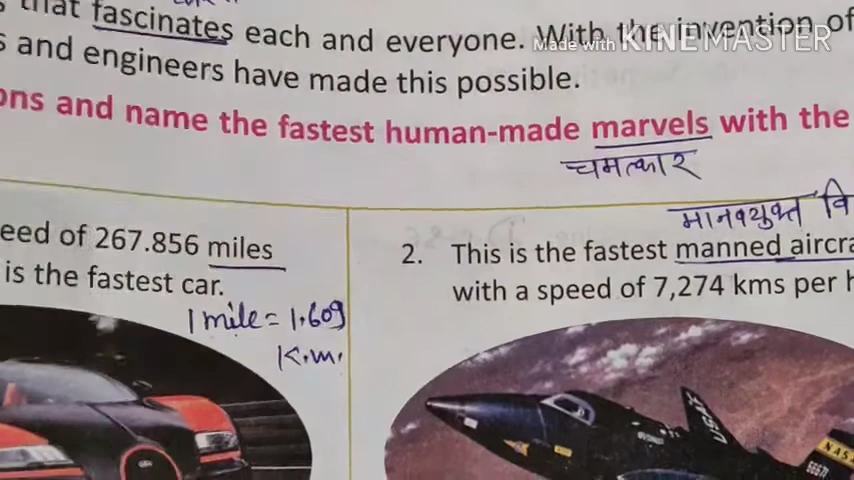 that fascinates each and everyone. With the invention of
s and engineers have made this possible.
Made with KINEMASTER
ons and name the fastest human-made marvels with the
चमत्कार
मानवयुक्त वि
eed of 267.856 miles
is the fastest car.
1 mile = 1.609
K.m.
2. This is the fastest manned aircra
with a speed of 7,274 kms per h
USAF
NASA
66671